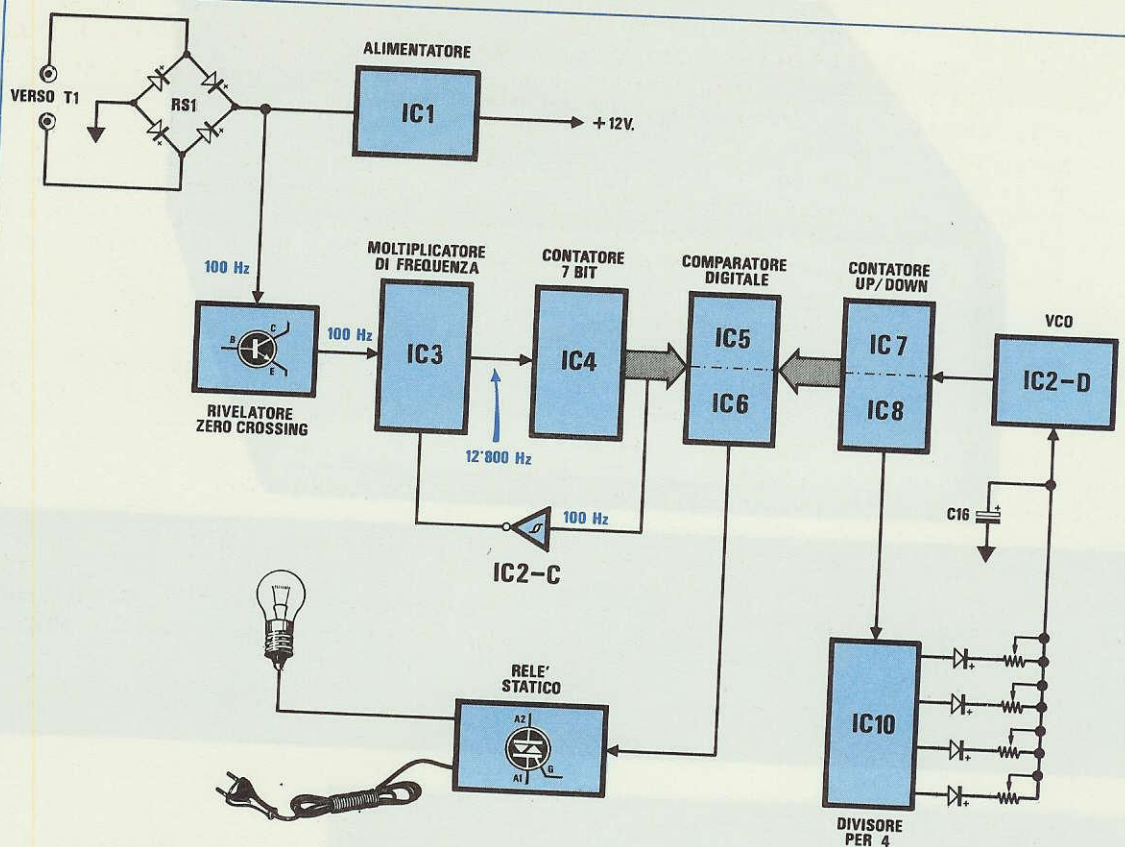 ALIMENTATORE
VERSO T1
RS1
IC1
+12V.
100 Hz
MOLTIPLICATORE
DI FREQUENZA
CONTATORE
7 BIT
COMPARATORE
DIGITALE
CONTATORE
UP/DOWN
VCO
B
C
E
100 Hz
IC3
IC4
IC5
IC6
IC7
IC8
IC2-D
RIVELATORE
ZERO CROSSING
12'800 Hz
100 Hz
IC2-C
C16
+
RELE'
STATICO
A2
A1
G
IC10
+
+
+
+
DIVISORE
PER 4